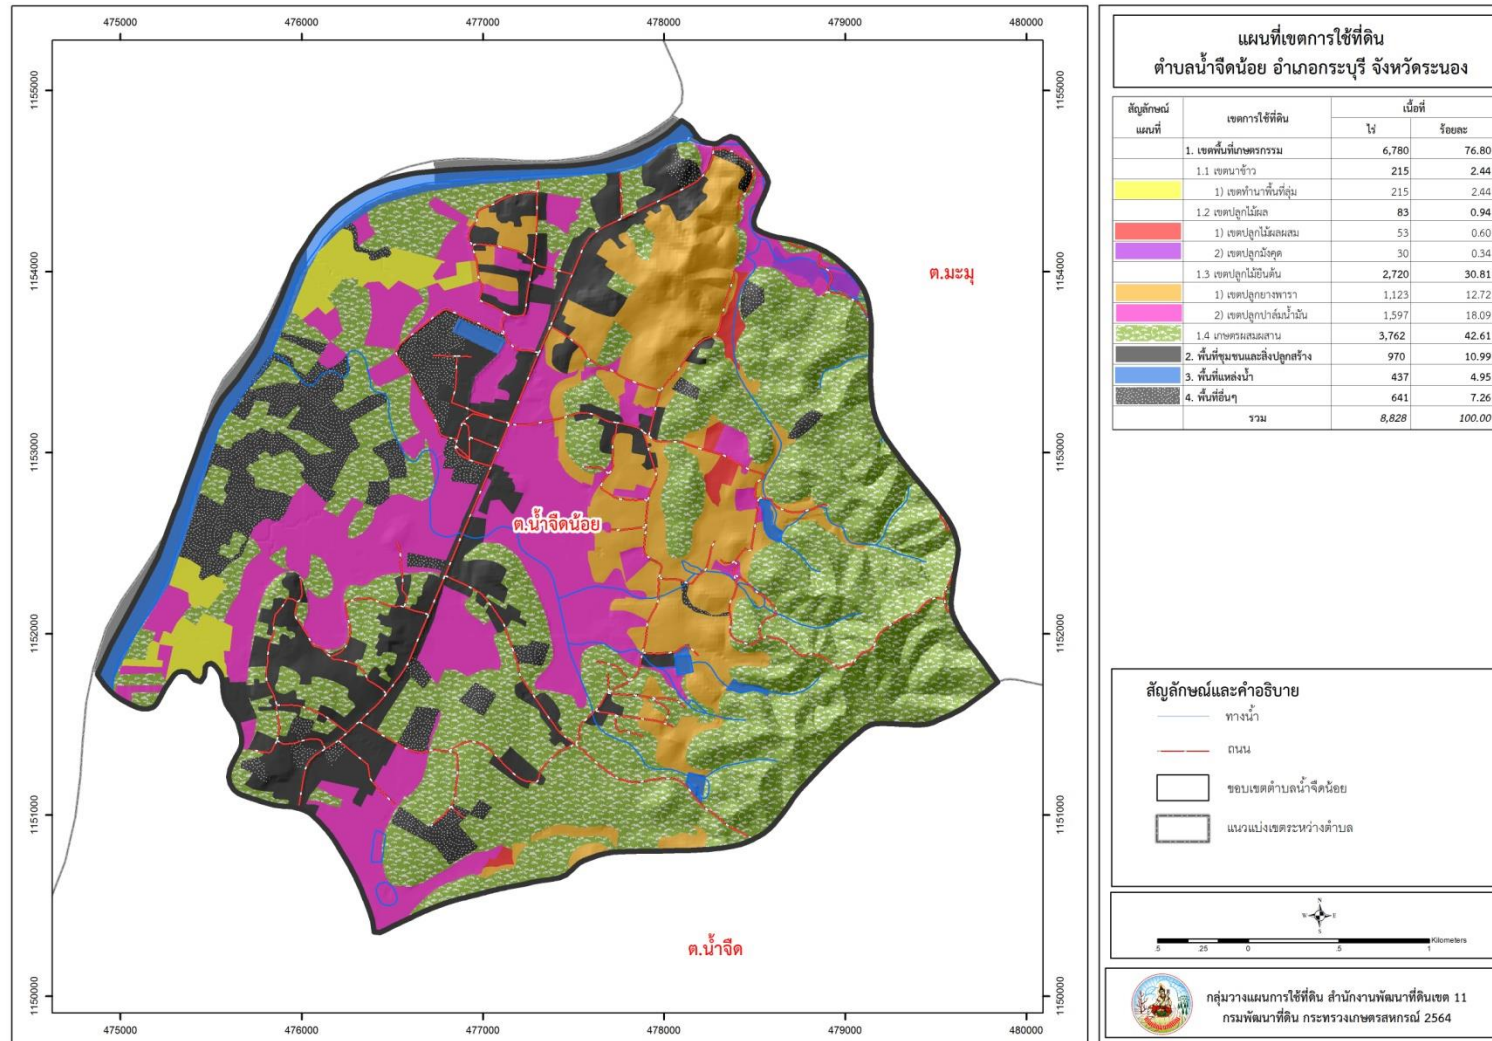 475000 476000 477000 478000 479000 480000
1155000 1155000
1154000 1154000
1153000 1153000
1152000 1152000
1151000 1151000
1150000 1150000
ต.มะมุ
ต.น้ำจืดน้อย
ต.น้ำจืด
475000 476000 477000 478000 479000 480000
แผนที่เขตการใช้ที่ดิน
ตำบลน้ำจืดน้อย อำเภอกระบุรี จังหวัดระนอง
สัญลักษณ์ เขตการใช้ที่ดิน เนื้อที่
แผนที่ ไร่ ร้อยละ
1. เขตพื้นที่เกษตรกรรม 6,780 76.80
1.1 เขตนาข้าว 215 2.44
1) เขตทำนาพื้นที่ลุ่ม 215 2.44
1.2 เขตปลูกไม้ผล 83 0.94
1) เขตปลูกไม้ผลผสม 53 0.60
2) เขตปลูกมังคุด 30 0.34
1.3 เขตปลูกไม้ยืนต้น 2,720 30.81
1) เขตปลูกยางพารา 1,123 12.72
2) เขตปลูกปาล์มน้ำมัน 1,597 18.09
1.4 เกษตรผสมผสาน 3,762 42.61
2. พื้นที่ชุมชนและสิ่งปลูกสร้าง 970 10.99
3. พื้นที่แหล่งน้ำ 437 4.95
4. พื้นที่อื่นๆ 641 7.26
รวม 8,828 100.00
สัญลักษณ์และคำอธิบาย
ทางน้ำ
ถนน
ขอบเขตตำบลน้ำจืดน้อย
แนวแบ่งเขตระหว่างตำบล
N
W E
S
Kilometers
.5 .25 0 .5 1
กลุ่มวางแผนการใช้ที่ดิน สำนักงานพัฒนาที่ดินเขต 11
กรมพัฒนาที่ดิน กระทรวงเกษตรสหกรณ์ 2564